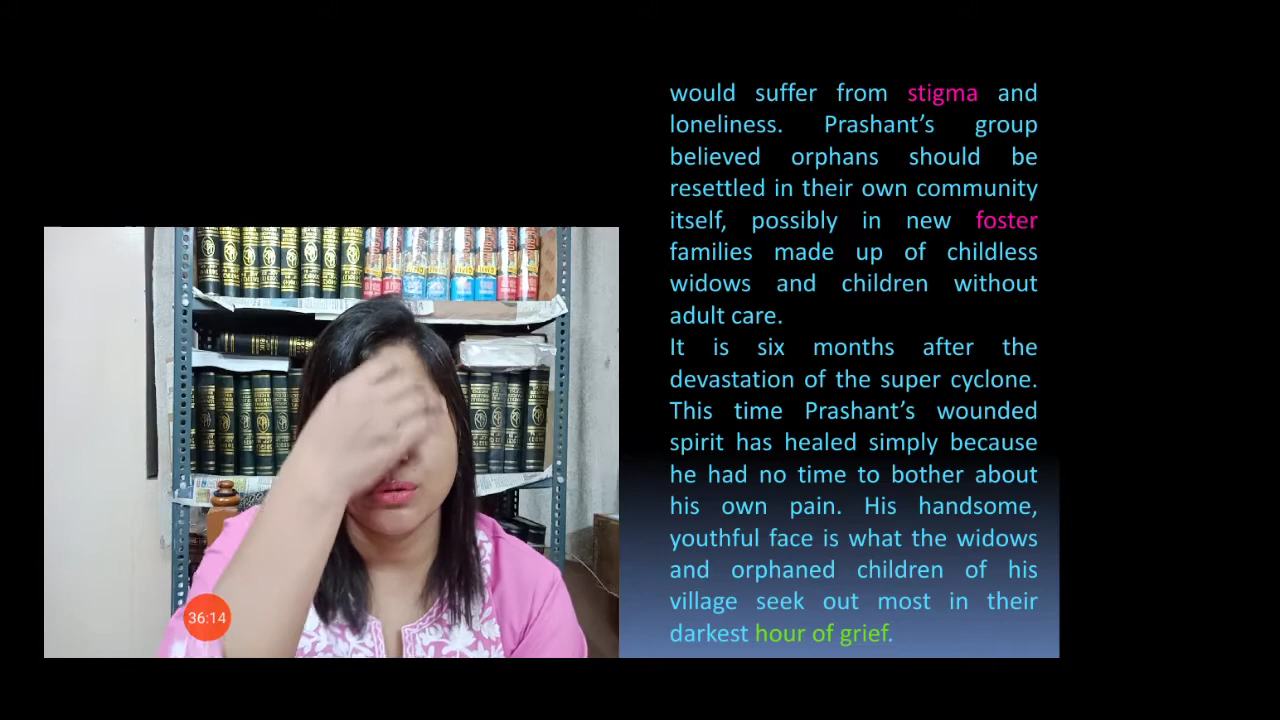 would suffer from stigma and
loneliness. Prashant's group
believed orphans should be
resettled in their own community
itself, possibly in new foster
families made up of childless
widows and children without
adult care.
It is six months after the
devastation of the super cyclone.
This time Prashant's wounded
spirit has healed simply because
he had no time to bother about
his own pain. His handsome,
youthful face is what the widows
and orphaned children of his
village seek out most in their
darkest hour of grief.
36:14